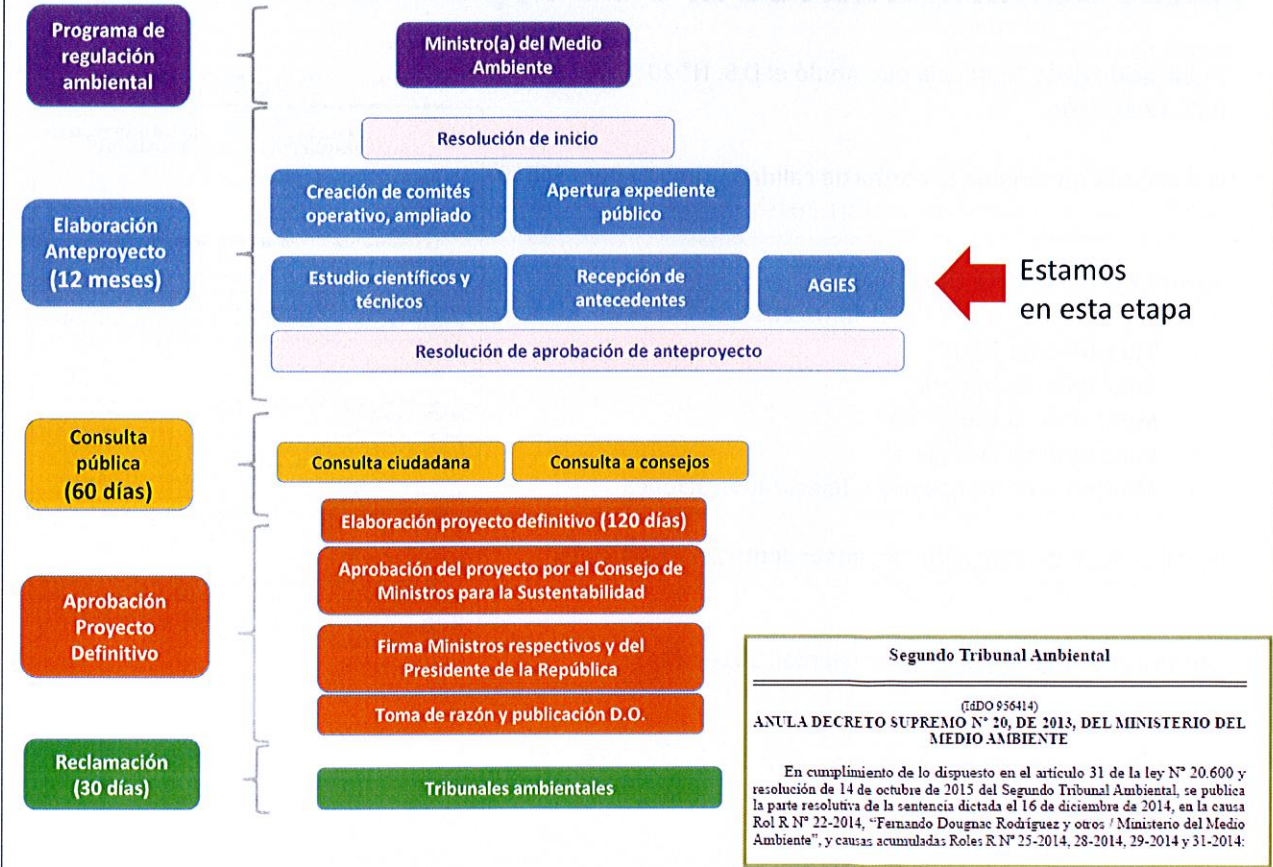 Programa de
regulación
ambiental
Ministro(a) del Medio
Ambiente
Resolución de inicio
Elaboración
Anteproyecto
(12 meses)
Creación de comités
operativo, ampliado
Apertura expediente
público
Estudio científicos y
técnicos
Recepción de
antecedentes
AGIES
Estamos
en esta etapa
Resolución de aprobación de anteproyecto
Consulta
pública
(60 días)
Consulta ciudadana
Consulta a consejos
Aprobación
Proyecto
Definitivo
Elaboración proyecto definitivo (120 días)
Aprobación del proyecto por el Consejo de
Ministros para la Sustentabilidad
Firma Ministros respectivos y del
Presidente de la República
Toma de razón y publicación D.O.
Reclamación
(30 días)
Tribunales ambientales
Segundo Tribunal Ambiental
(IdDO 956414)
ANULA DECRETO SUPREMO N° 20, DE 2013, DEL MINISTERIO DEL
MEDIO AMBIENTE
En cumplimiento de lo dispuesto en el artículo 31 de la ley N° 20.600 y
resolución de 14 de octubre de 2015 del Segundo Tribunal Ambiental, se publica
la parte resolutiva de la sentencia dictada el 16 de diciembre de 2014, en la causa
Rol R N° 22-2014, "Fernando Dougnac Rodríguez y otros / Ministerio del Medio
Ambiente", y causas acumuladas Roles R N° 25-2014, 28-2014, 29-2014 y 31-2014: